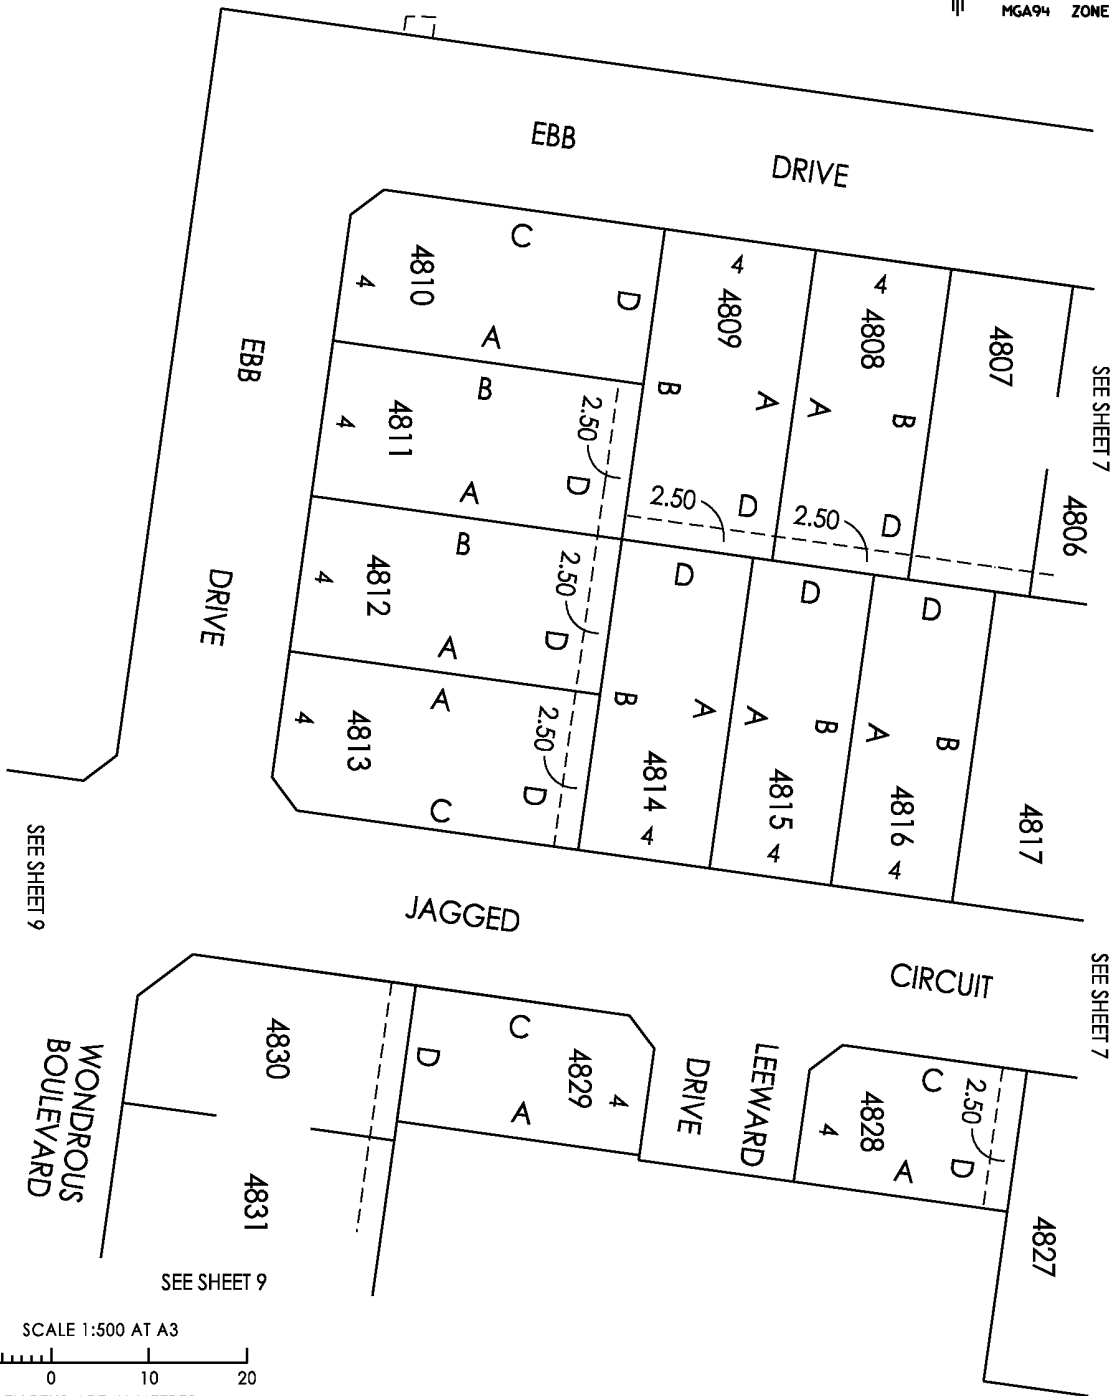 MGA94 ZONE
EBB
DRIVE
SEE SHEET 7
C
D
4
4810
A
4
4809
B
A
4
4808
A
B
4807
4806
EBB
B
4
4811
A
D
2.50
D
2.50
D
2.50
B
4
4812
A
D
2.50
DRIVE
A
4
4813
C
D
2.50
D
B
A
4814
4
D
A
B
4815
4
D
A
B
4816
4
4817
SEE SHEET 9
JAGGED
CIRCUIT
SEE SHEET 7
WONDROUS
BOULEVARD
4830
4831
C
D
4829
4
A
LEEWARD
DRIVE
C
2.50
4828
4
A
D
4827
SEE SHEET 9
SCALE 1:500 AT A3
0 10 20